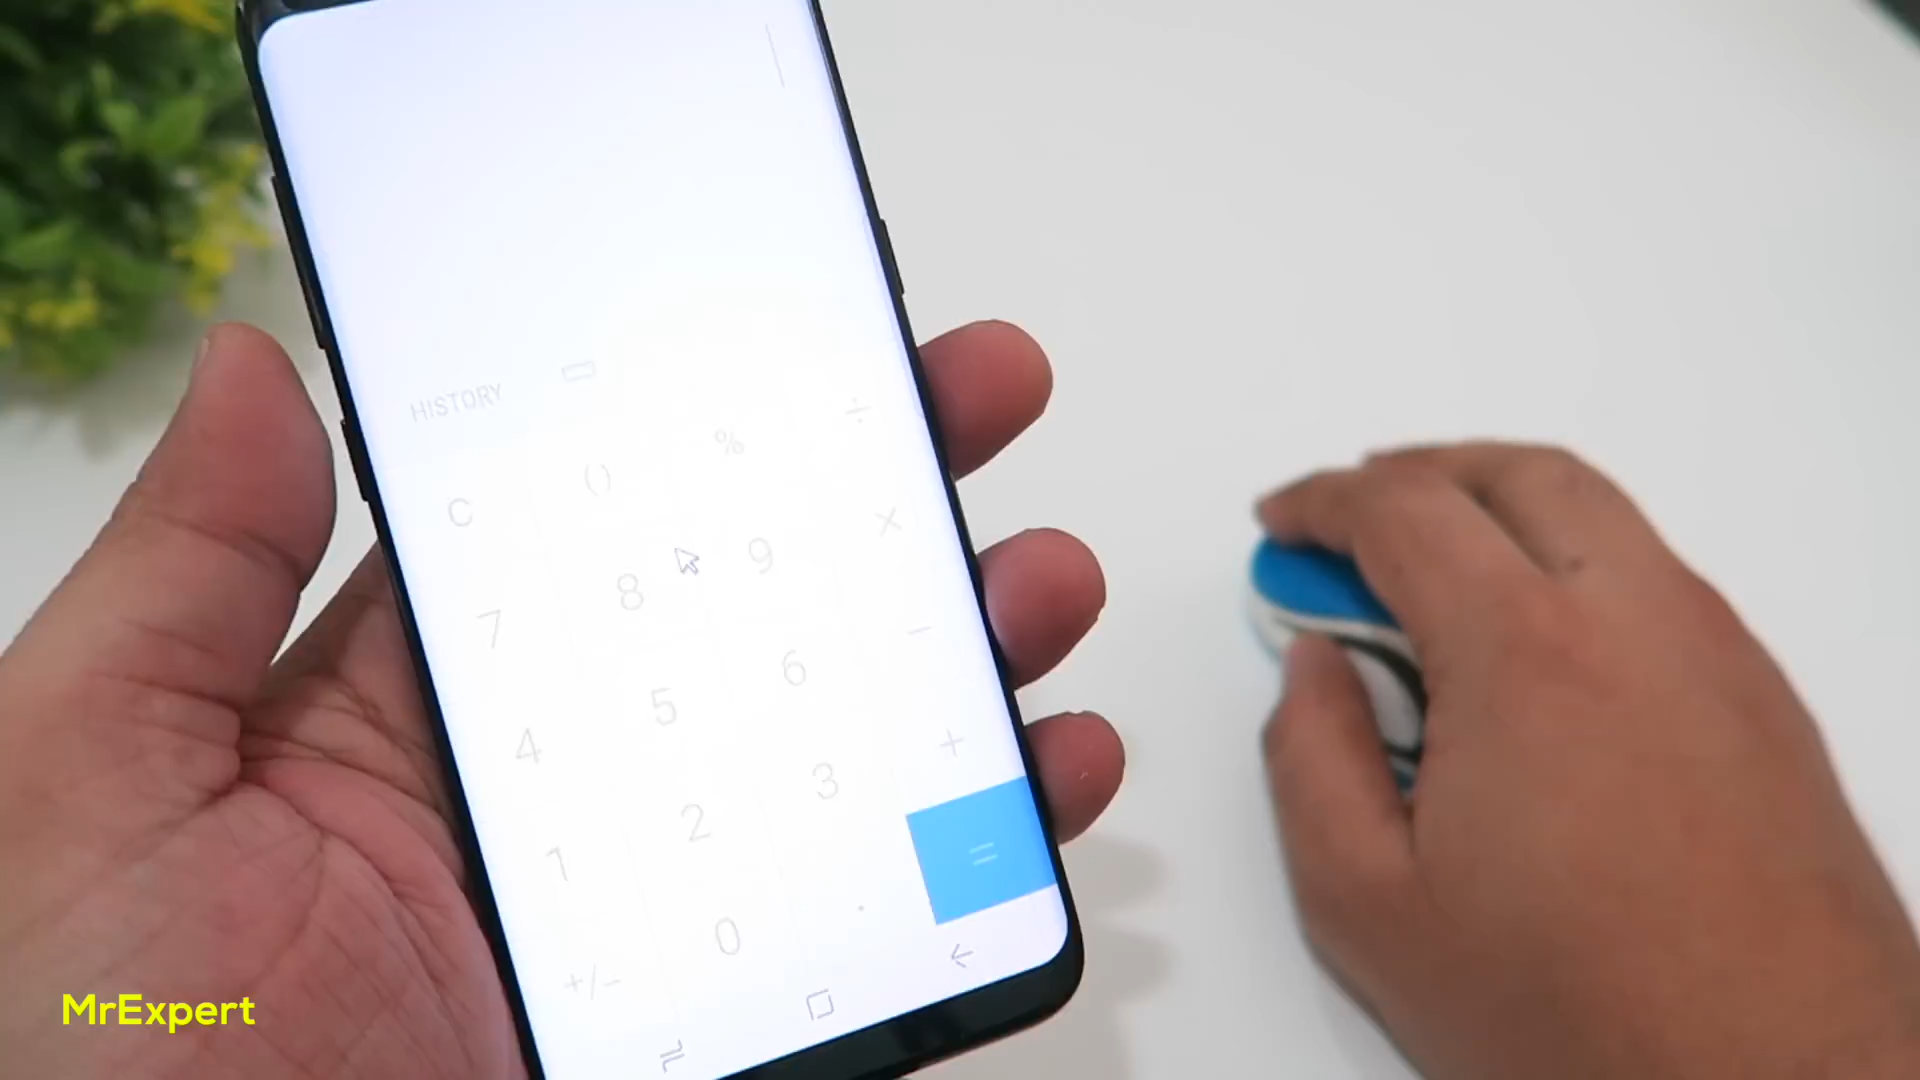 HISTORY
C () % ÷
7 8 9 ×
4 5 6 −
1 2 3 +
+/− 0 . =
MrExpert